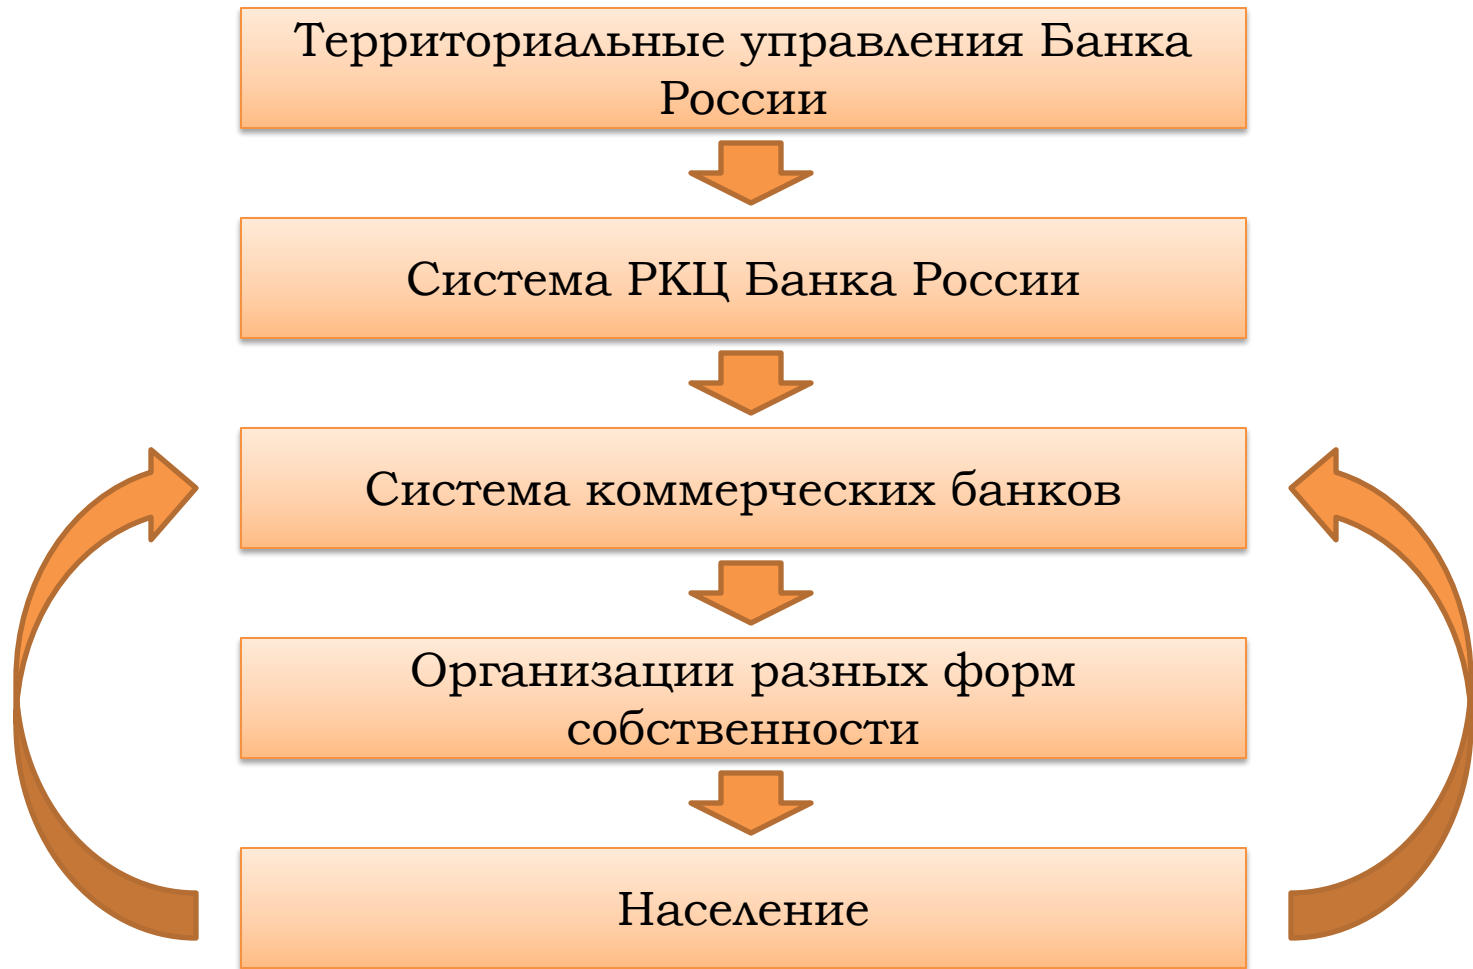 Территориальные управления Банка
России
Система РКЦ Банка России
Система коммерческих банков
Организации разных форм
собственности
Население